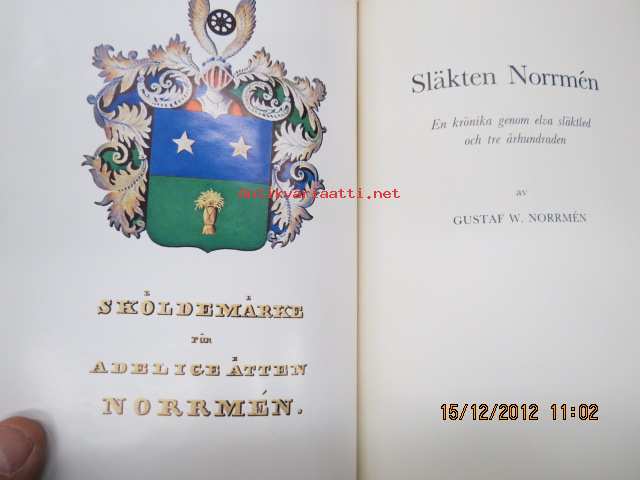 SKÖLDEMÄRKE
FÖR
ADELIGE ÄTTEN
NORRMÉN.
Släkten Norrmén
En krönika genom elva släktled
och tre århundraden
av
GUSTAF W. NORRMÉN
Antikvariaatti.net
15/12/2012 11:02